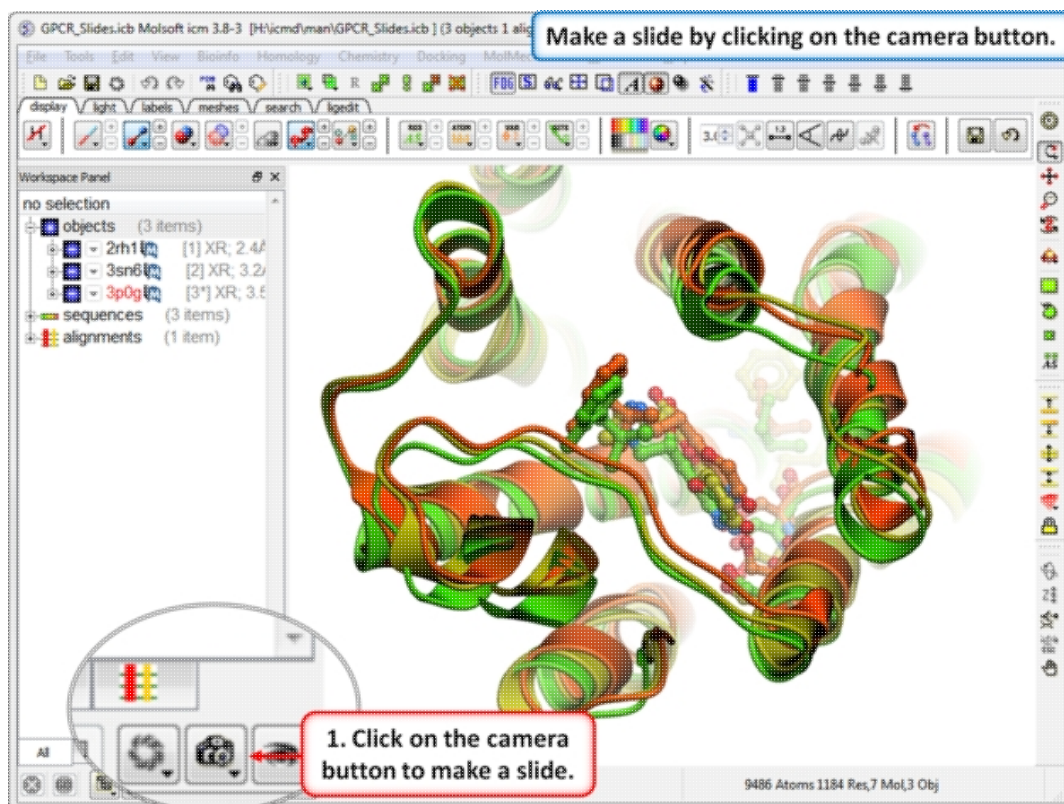 GPCR_Slides.icb Molsoft icm 3.8-3 [H:\icmd\man\GPCR_Slides.icb ] (3 objects 1 alig
Make a slide by clicking on the camera button.
File Tools Edit View Bioinfo Homology Chemistry Docking MolMec
FOG
display light labels meshes search ligedit
Workspace Panel
no selection
objects (3 items)
2rh1 [1] XR; 2.4Å
3sn6 [2] XR; 3.2
3p0g [3*] XR; 3.5
sequences (3 items)
alignments (1 item)
AS
1. Click on the camera
button to make a slide.
All
9486 Atoms 1184 Res,7 Mol,3 Obj